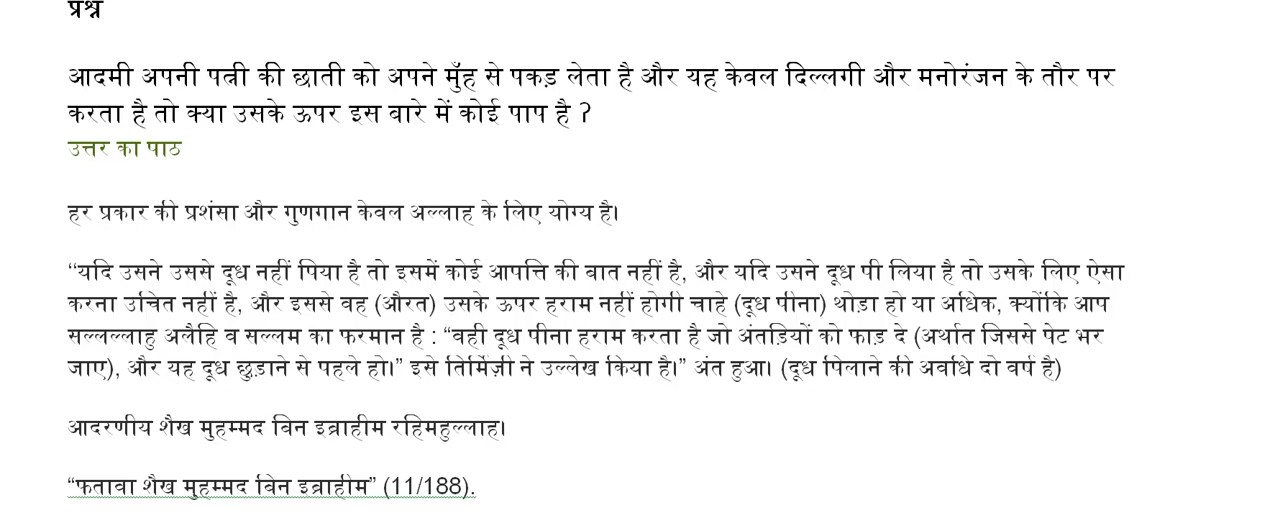 प्रश्न
आदमी अपनी पत्नी की छाती को अपने मुँह से पकड़ लेता है और यह केवल दिल्लगी और मनोरंजन के तौर पर
करता है तो क्या उसके ऊपर इस बारे में कोई पाप है ?
उत्तर का पाठ
हर प्रकार की प्रशंसा और गुणगान केवल अल्लाह के लिए योग्य है।
“यदि उसने उससे दूध नहीं पिया है तो इसमें कोई आपत्ति की बात नहीं है, और यदि उसने दूध पी लिया है तो उसके लिए ऐसा
करना उचित नहीं है, और इससे वह (औरत) उसके ऊपर हराम नहीं होगी चाहे (दूध पीना) थोड़ा हो या अधिक, क्योंकि आप
सल्लल्लाहु अलैहि व सल्लम का फरमान है : “वही दूध पीना हराम करता है जो अंतड़ियों को फाड़ दे (अर्थात जिससे पेट भर
जाए), और यह दूध छुड़ाने से पहले हो।” इसे तिर्मिज़ी ने उल्लेख किया है।” अंत हुआ। (दूध पिलाने की अवधि दो वर्ष है)
आदरणीय शैख मुहम्मद बिन इब्राहीम रहिमहुल्लाह।
“फतावा शैख मुहम्मद बिन इब्राहीम” (11/188).